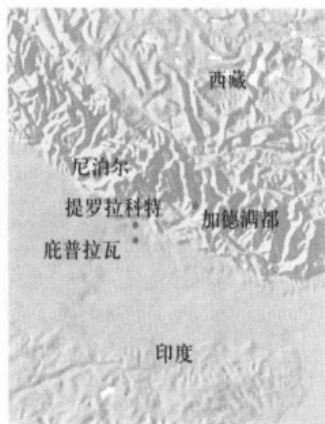 西藏
尼泊尔
提罗拉科特
加德满都
庇普拉瓦
印度